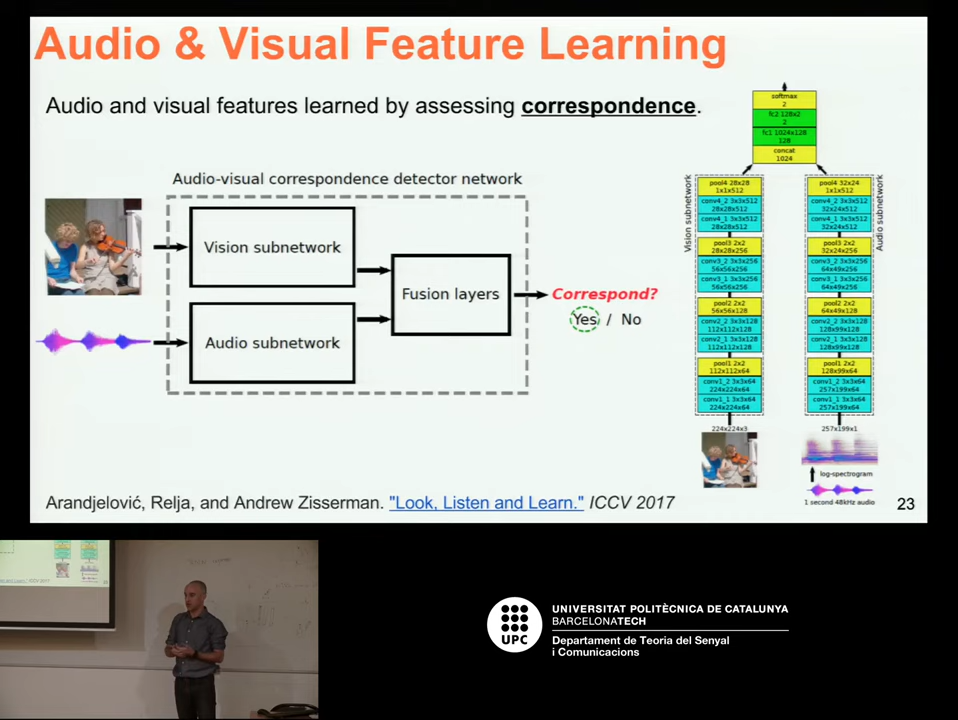 Audio & Visual Feature Learning
Audio and visual features learned by assessing correspondence.
Audio-visual correspondence detector network
Vision subnetwork
Audio subnetwork
Fusion layers
Correspond?
Yes / No
softmax
2
fc2 128x2
2
fc1 1024x128
128
concat
1024
Vision subnetwork
pool4 28x28
1x1x512
conv4_2 3x3x512
28x28x512
conv4_1 3x3x512
28x28x512
pool3 2x2
28x28x256
conv3_2 3x3x256
56x56x256
conv3_1 3x3x256
56x56x256
pool2 2x2
56x56x128
conv2_2 3x3x128
112x112x128
conv2_1 3x3x128
112x112x128
pool1 2x2
112x112x64
conv1_2 3x3x64
224x224x64
conv1_1 3x3x64
224x224x64
224x224x3
Audio subnetwork
pool4 32x24
1x1x512
conv4_2 3x3x512
32x24x512
conv4_1 3x3x512
32x24x512
pool3 2x2
32x24x256
conv3_2 3x3x256
64x49x256
conv3_1 3x3x256
64x49x256
pool2 2x2
64x49x128
conv2_2 3x3x128
128x99x128
conv2_1 3x3x128
128x99x128
pool1 2x2
128x99x64
conv1_2 3x3x64
257x199x64
conv1_1 3x3x64
257x199x64
257x199x1
log-spectrogram
1 second 48kHz audio
Arandjelović, Relja, and Andrew Zisserman. "Look, Listen and Learn." ICCV 2017
23
UPC
UNIVERSITAT POLITÈCNICA DE CATALUNYA
BARCELONATECH
Departament de Teoria del Senyal
i Comunicacions